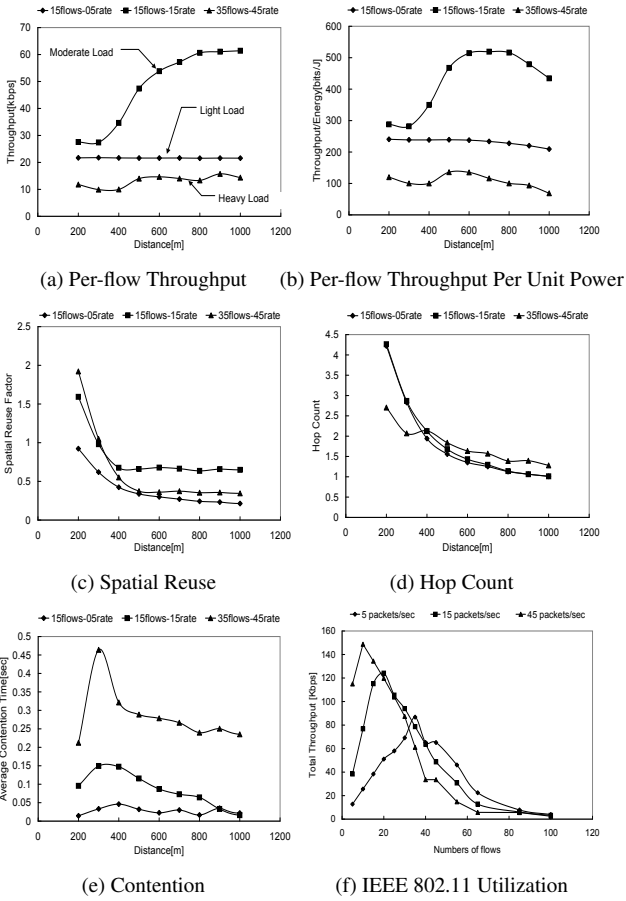 15flows-05rate 15flows-15rate 35flows-45rate
70
60
50
40
30
20
10
0
Throughput[kbps]
Moderate Load
Light Load
Heavy Load
0 200 400 600 800 1000 1200
Distance[m]
(a) Per-flow Throughput
15flows-05rate 15flows-15rate 35flows-45rate
600
500
400
300
200
100
0
Throughput/Energy[bits/J]
0 200 400 600 800 1000 1200
Distance[m]
(b) Per-flow Throughput Per Unit Power
15flows-05rate 15flows-15rate 35flows-45rate
2.5
2
1.5
1
0.5
0
Spatial Reuse Factor
0 200 400 600 800 1000 1200
Distance[m]
(c) Spatial Reuse
15flows-05rate 15flows-15rate 35flows-45rate
4.5
4
3.5
3
2.5
2
1.5
1
0.5
0
Hop Count
0 200 400 600 800 1000 1200
Distance[m]
(d) Hop Count
15flows-05rate 15flows-15rate 35flows-45rate
0.5
0.45
0.4
0.35
0.3
0.25
0.2
0.15
0.1
0.05
0
Average Contention Time[sec]
0 200 400 600 800 1000 1200
Distance[m]
(e) Contention
5 packets/sec 15 packets/sec 45 packets/sec
160
140
120
100
80
60
40
20
0
Total Throughput [Kbps]
0 20 40 60 80 100 120
Numbers of flows
(f) IEEE 802.11 Utilization